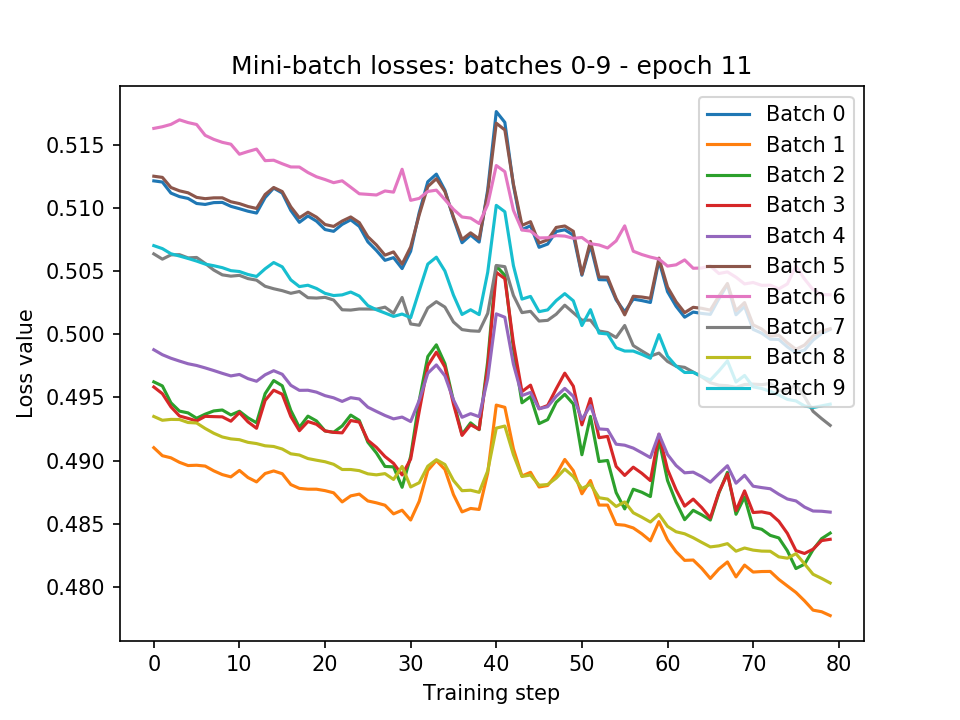 Mini-batch losses: batches 0-9 - epoch 11
Loss value
0.515
0.510
0.505
0.500
0.495
0.490
0.485
0.480
Batch 0
Batch 1
Batch 2
Batch 3
Batch 4
Batch 5
Batch 6
Batch 7
Batch 8
Batch 9
0 10 20 30 40 50 60 70 80
Training step